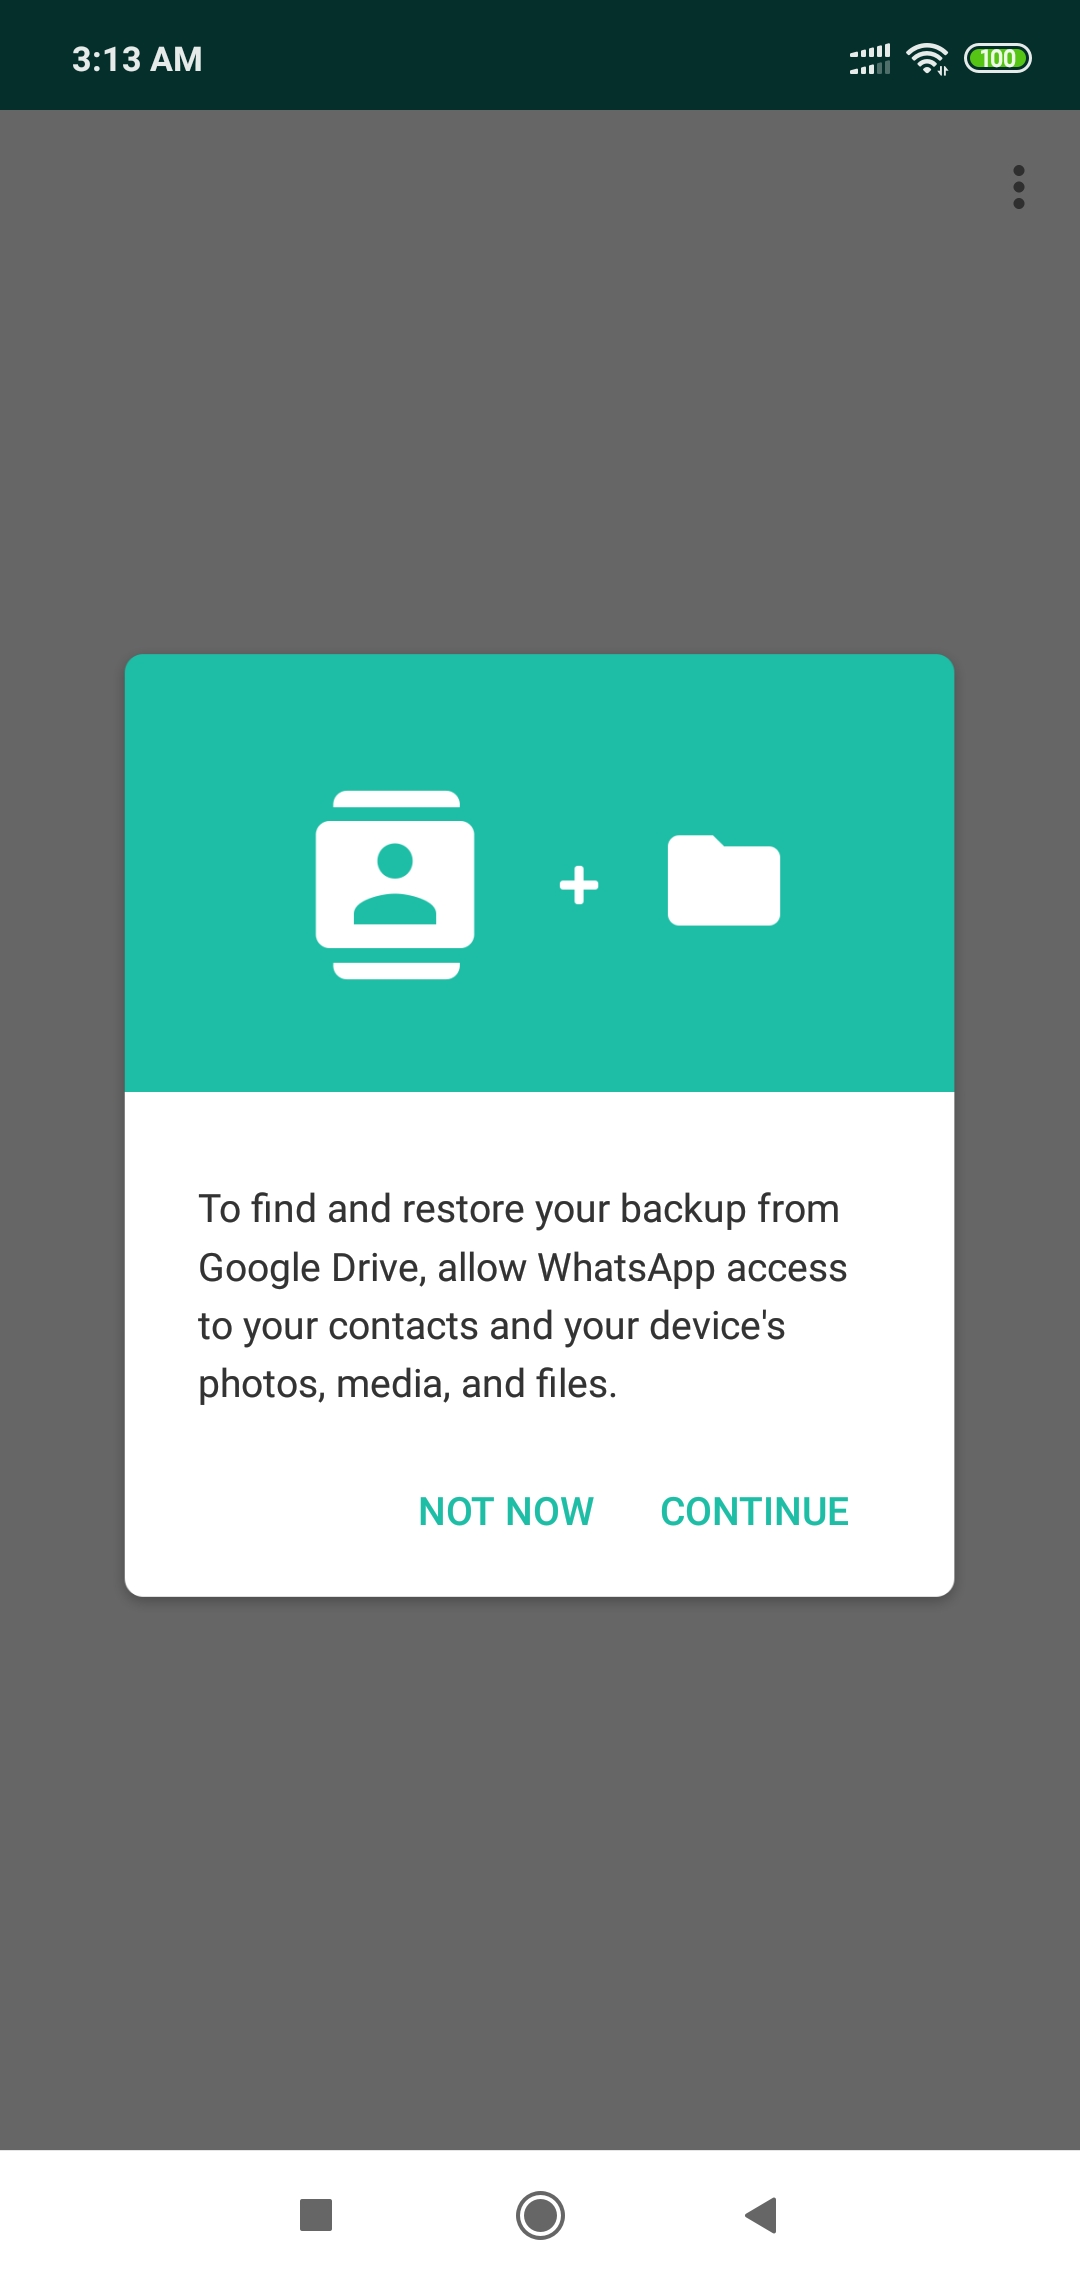 3:13 AM
100
To find and restore your backup from
Google Drive, allow WhatsApp access
to your contacts and your device's
photos, media, and files.
NOT NOW CONTINUE